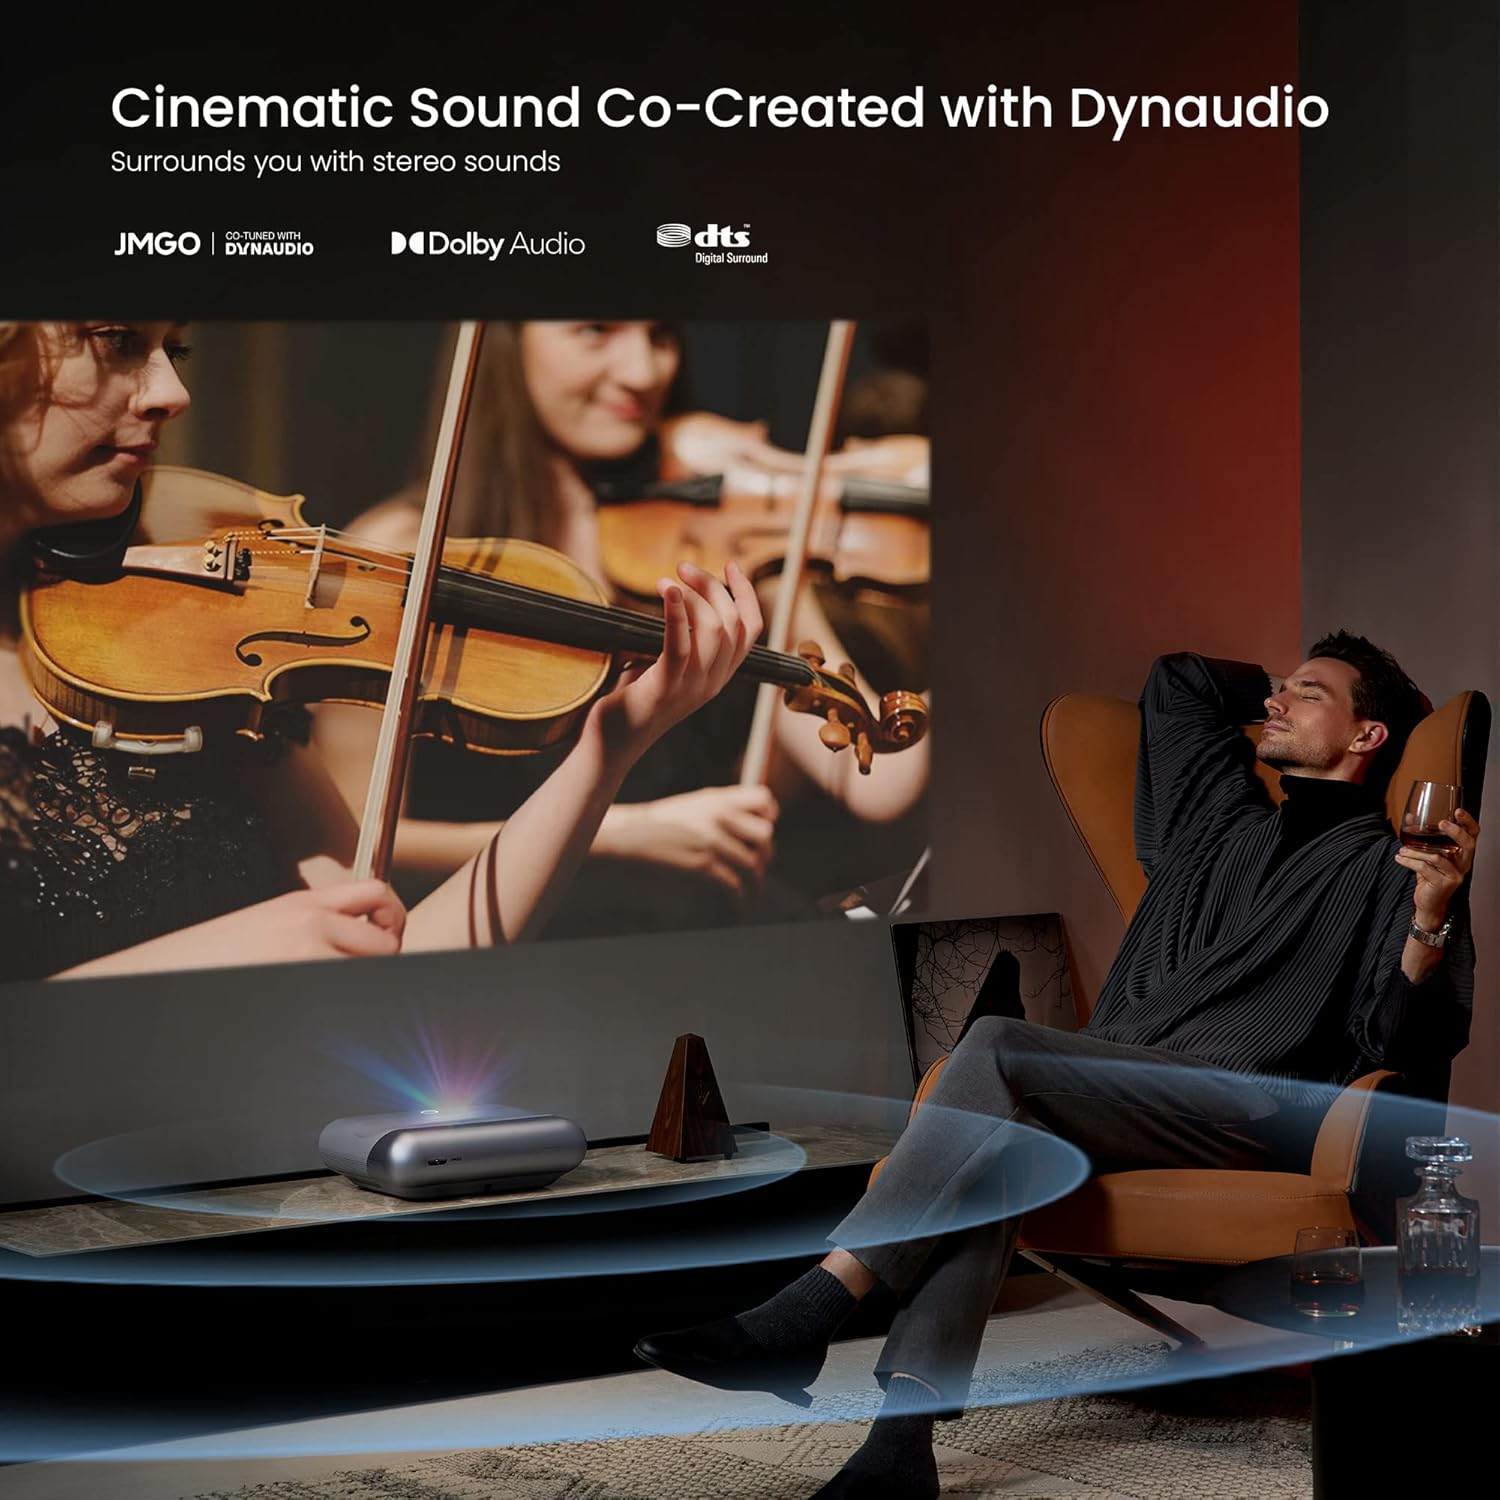 Cinematic Sound Co-Created with Dynaudio
Surrounds you with stereo sounds
JMGO | CO-TUNED WITH
DYNAUDIO
Dolby Audio
dts™
Digital Surround